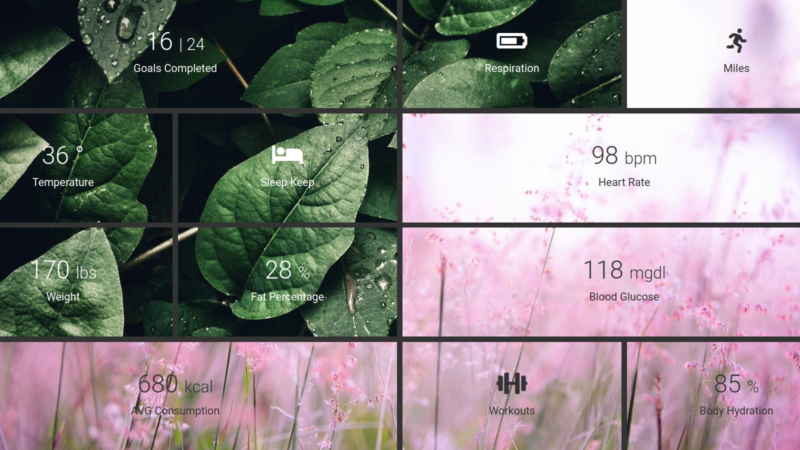 16 | 24
Goals Completed
Respiration
Miles
36 °
Temperature
Sleep Keep
98 bpm
Heart Rate
170 lbs
Weight
28 %
Fat Percentage
118 mgdl
Blood Glucose
680 kcal
AVG Consumption
Workouts
85 %
Body Hydration